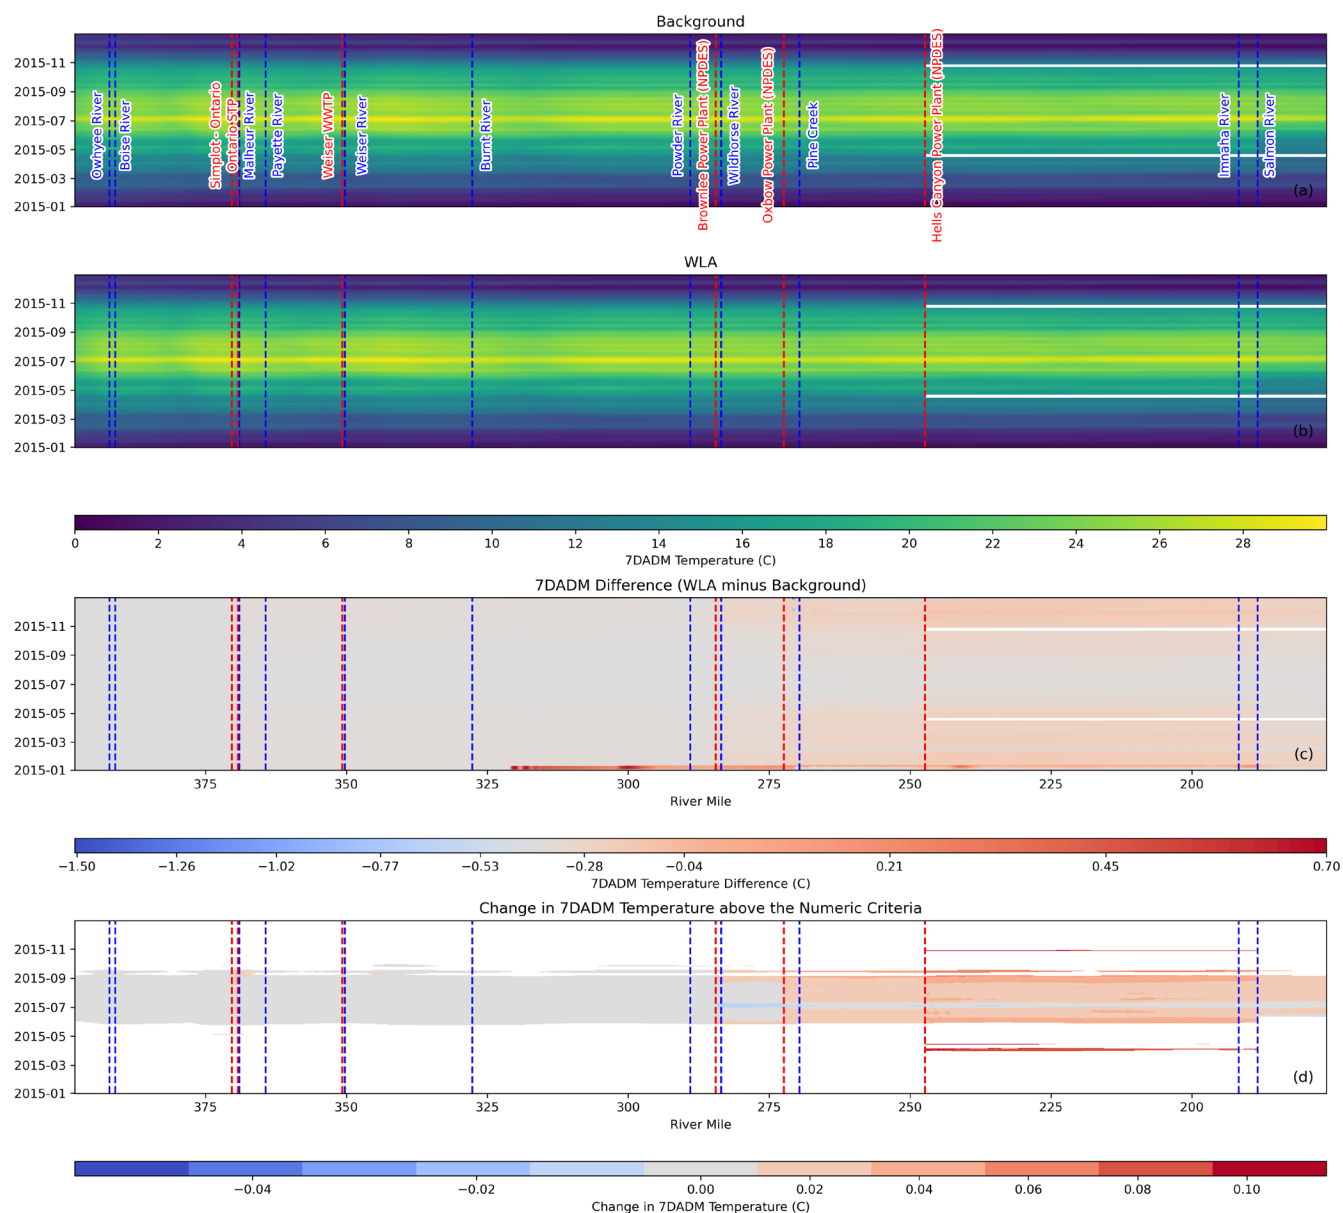 Background
2015-11
2015-09
2015-07
2015-05
2015-03
2015-01
Owhyee River
Boise River
Simplot - Ontario
Ontario STP
Malheur River
Payette River
Weiser WWTP
Weiser River
Burnt River
Powder River
Brownlee Power Plant (NPDES)
Wildhorse River
Oxbow Power Plant (NPDES)
Pine Creek
Hells Canyon Power Plant (NPDES)
Imnaha River
Salmon River
(a)
WLA
2015-11
2015-09
2015-07
2015-05
2015-03
2015-01
(b)
0 2 4 6 8 10 12 14 16 18 20 22 24 26 28
7DADM Temperature (C)
7DADM Difference (WLA minus Background)
2015-11
2015-09
2015-07
2015-05
2015-03
2015-01
(c)
375 350 325 300 275 250 225 200
River Mile
−1.50 −1.26 −1.02 −0.77 −0.53 −0.28 −0.04 0.21 0.45 0.70
7DADM Temperature Difference (C)
Change in 7DADM Temperature above the Numeric Criteria
2015-11
2015-09
2015-07
2015-05
2015-03
2015-01
(d)
375 350 325 300 275 250 225 200
River Mile
−0.04 −0.02 0.00 0.02 0.04 0.06 0.08 0.10
Change in 7DADM Temperature (C)